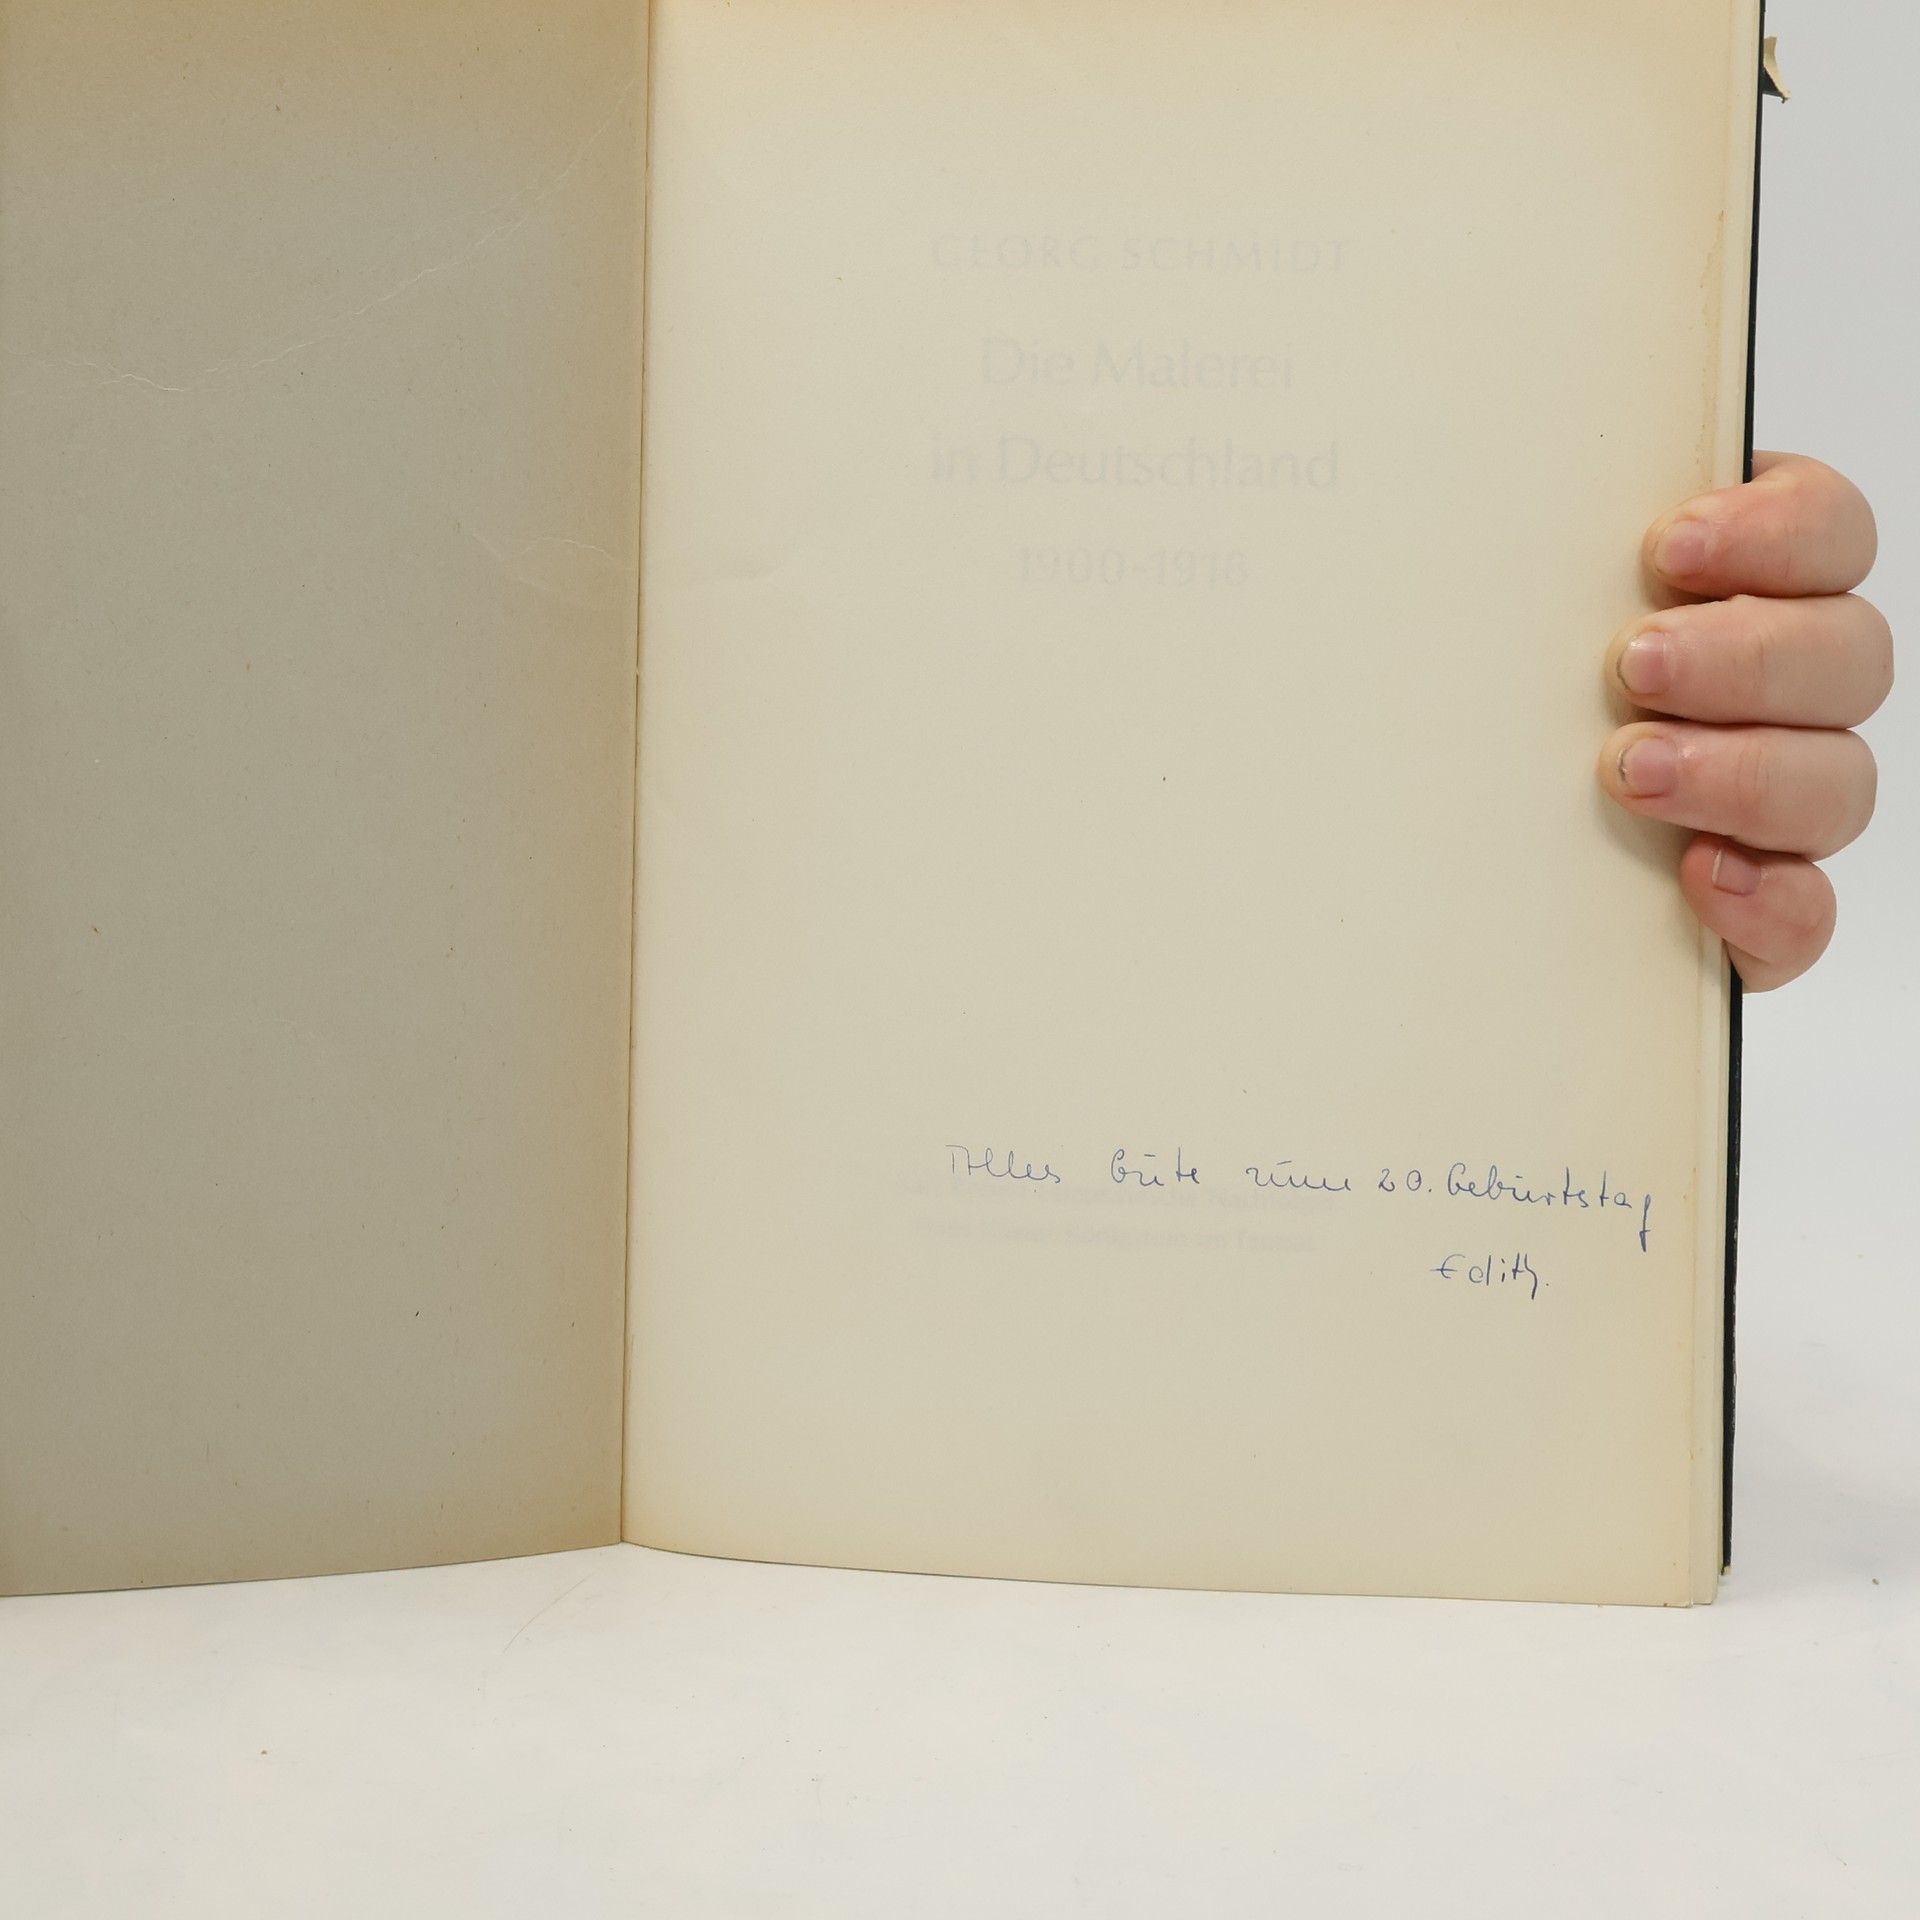 GEORG SCHMIDT
Die Malerei
in Deutschland
1900-1918
Alles Gute zum 20. Geburtstag
Edith.